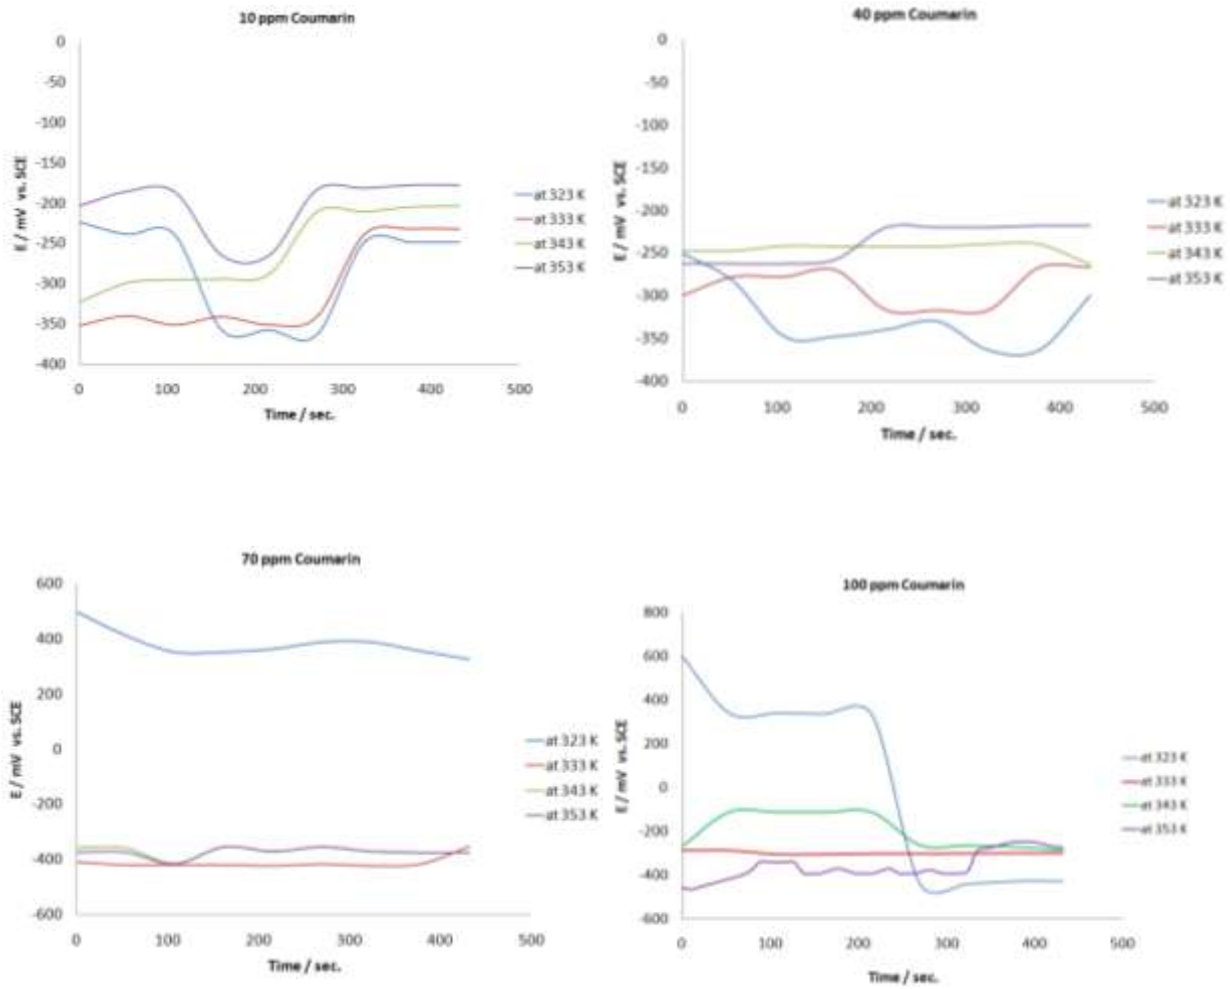 10 ppm Coumarin
0
-50
-100
-150
-200
-250
-300
-350
-400
E / mV vs. SCE
0 100 200 300 400 500
Time / sec.
at 323 K
at 333 K
at 343 K
at 353 K
40 ppm Coumarin
0
-50
-100
-150
-200
-250
-300
-350
-400
E / mV vs. SCE
0 100 200 300 400 500
Time / sec.
at 323 K
at 333 K
at 343 K
at 353 K
70 ppm Coumarin
600
400
200
0
-200
-400
-600
E / mV vs. SCE
0 100 200 300 400 500
Time / sec.
at 323 K
at 333 K
at 343 K
at 353 K
100 ppm Coumarin
800
600
400
200
0
-200
-400
-600
E / mV vs. SCE
0 100 200 300 400 500
Time / sec.
at 323 K
at 333 K
at 343 K
at 353 K